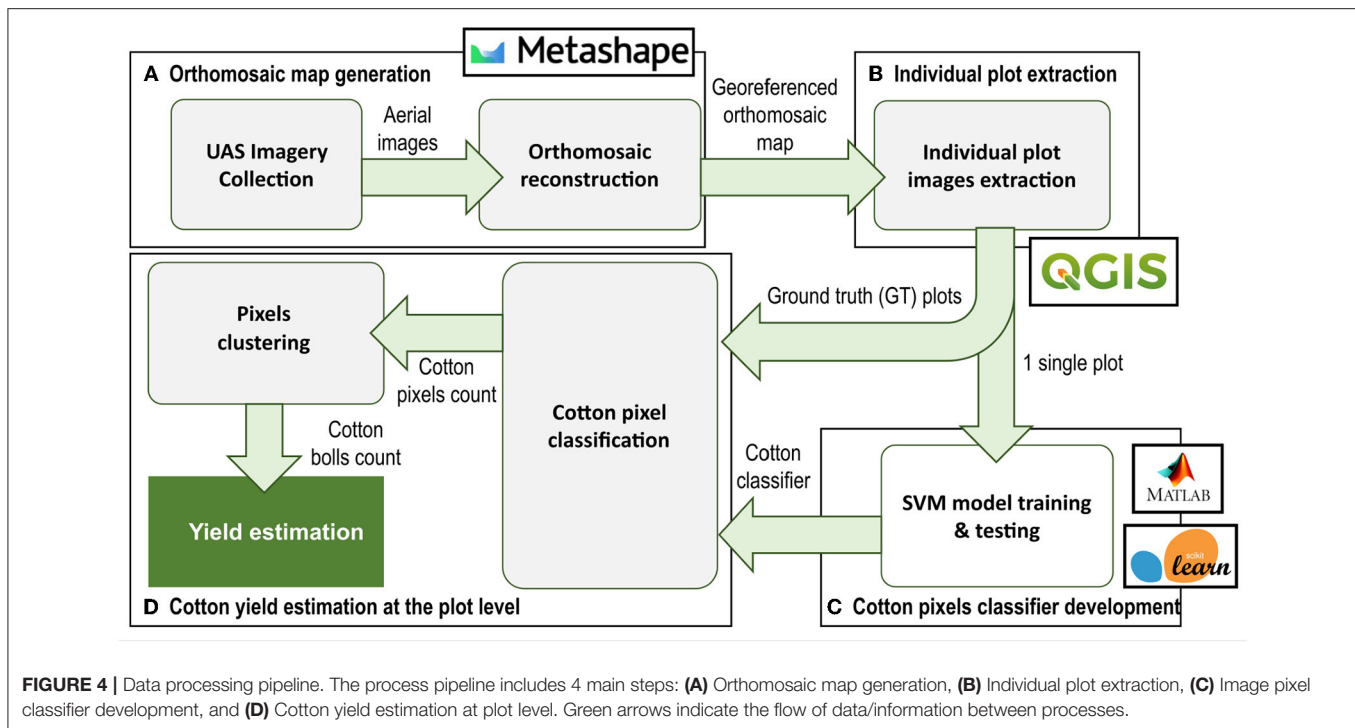 Metashape
A Orthomosaic map generation
UAS Imagery
Collection
Aerial
images
Orthomosaic
reconstruction
Georeferenced
orthomosaic
map
B Individual plot extraction
Individual plot
images extraction
QGIS
Ground truth (GT) plots
1 single plot
Pixels
clustering
Cotton
pixels count
Cotton pixel
classification
Cotton
bolls count
Yield estimation
D Cotton yield estimation at the plot level
Cotton
classifier
SVM model training
& testing
MATLAB
scikit
learn
C Cotton pixels classifier development
FIGURE 4 | Data processing pipeline. The process pipeline includes 4 main steps: (A) Orthomosaic map generation, (B) Individual plot extraction, (C) Image pixel
classifier development, and (D) Cotton yield estimation at plot level. Green arrows indicate the flow of data/information between processes.